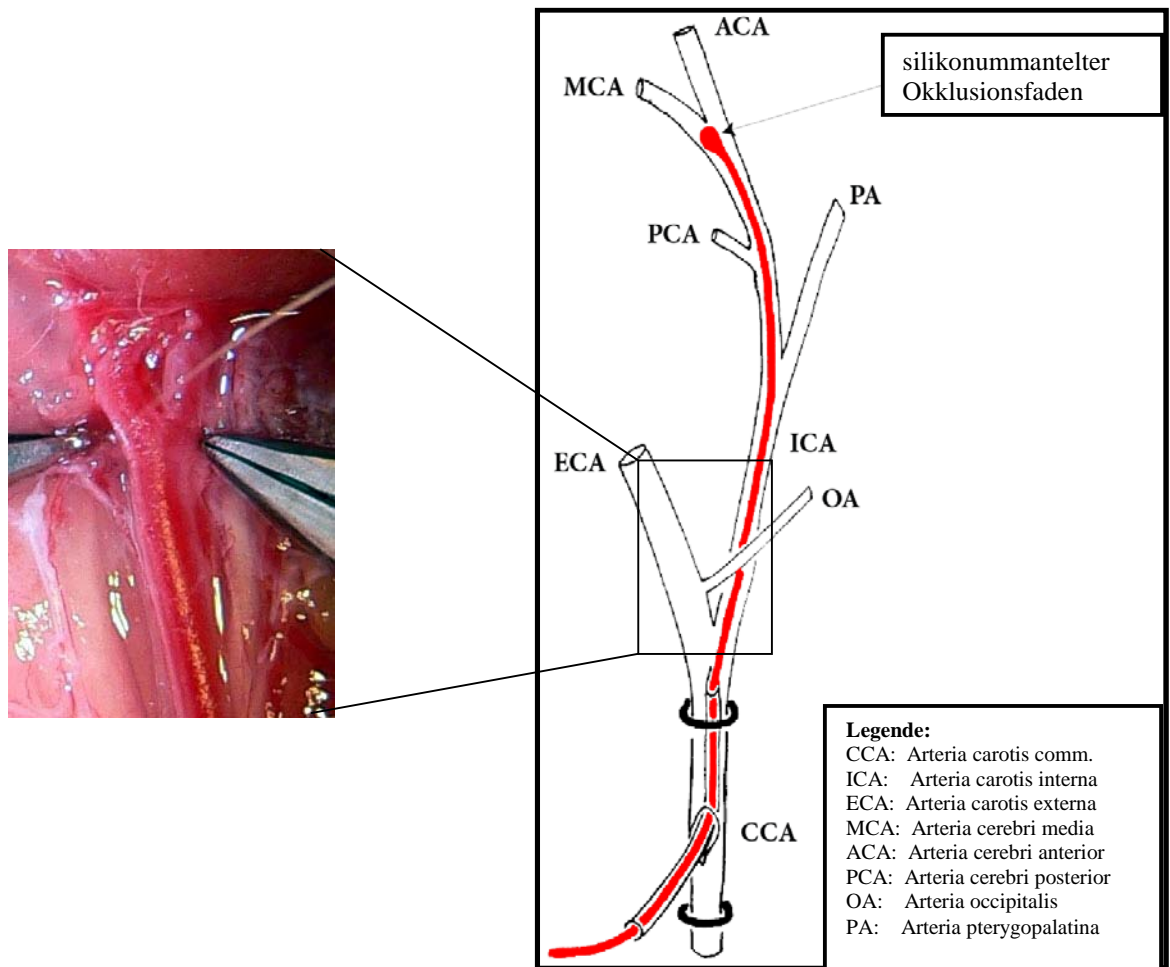 ACA
silikonummantelter
Okklusionsfaden
MCA
PA
PCA
ICA
ECA
OA
CCA
Legende:
CCA: Arteria carotis comm.
ICA: Arteria carotis interna
ECA: Arteria carotis externa
MCA: Arteria cerebri media
ACA: Arteria cerebri anterior
PCA: Arteria cerebri posterior
OA: Arteria occipitalis
PA: Arteria pterygopalatina